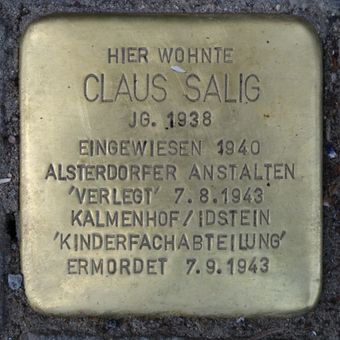 HIER WOHNTE
CLAUS SALIG
JG. 1938
EINGEWIESEN 1940
ALSTERDORFER ANSTALTEN
'VERLEGT' 7.8.1943
KALMENHOF/IDSTEIN
'KINDERFACHABTEILUNG'
ERMORDET 7.9.1943